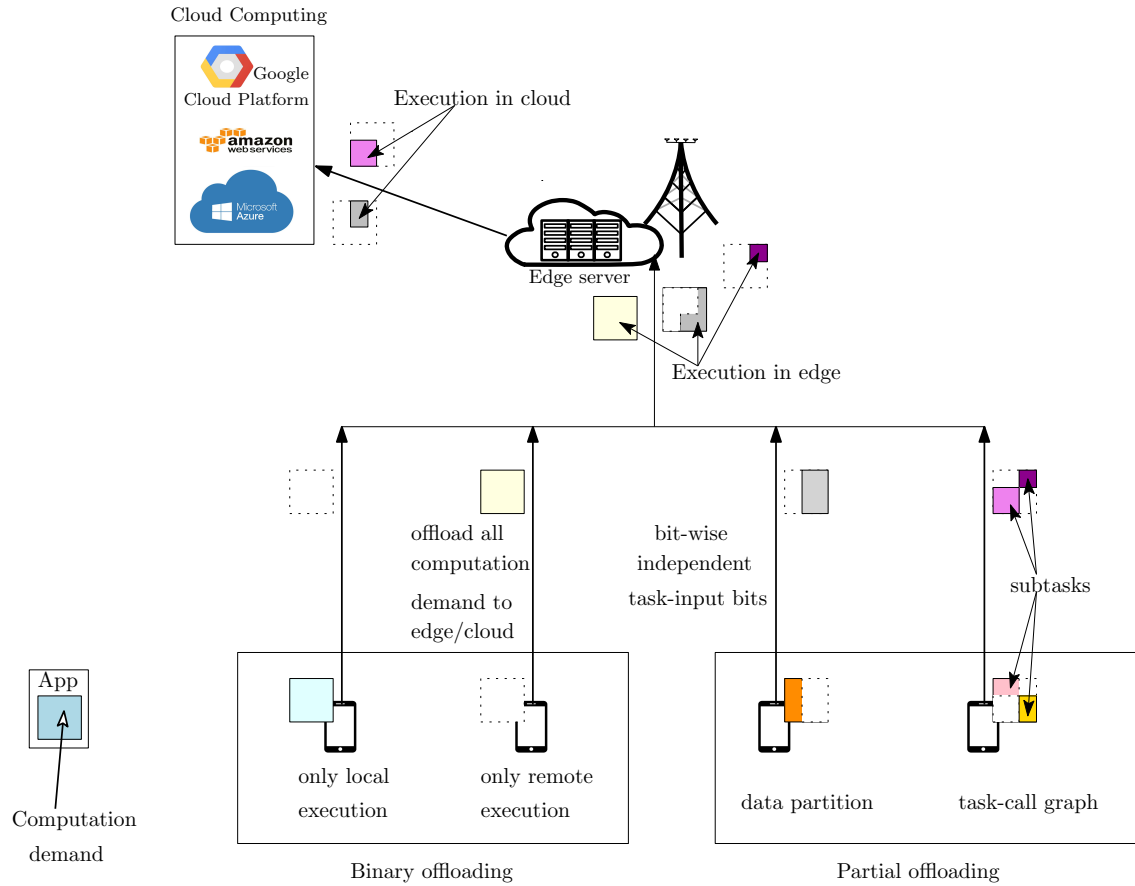 Cloud Computing
Google
Cloud Platform
amazon
webservices
Microsoft
Azure
Execution in cloud
Edge server
Execution in edge
offload all
computation
demand to
edge/cloud
bit-wise
independent
task-input bits
subtasks
App
Computation
demand
only local
execution
only remote
execution
data partition
task-call graph
Binary offloading
Partial offloading